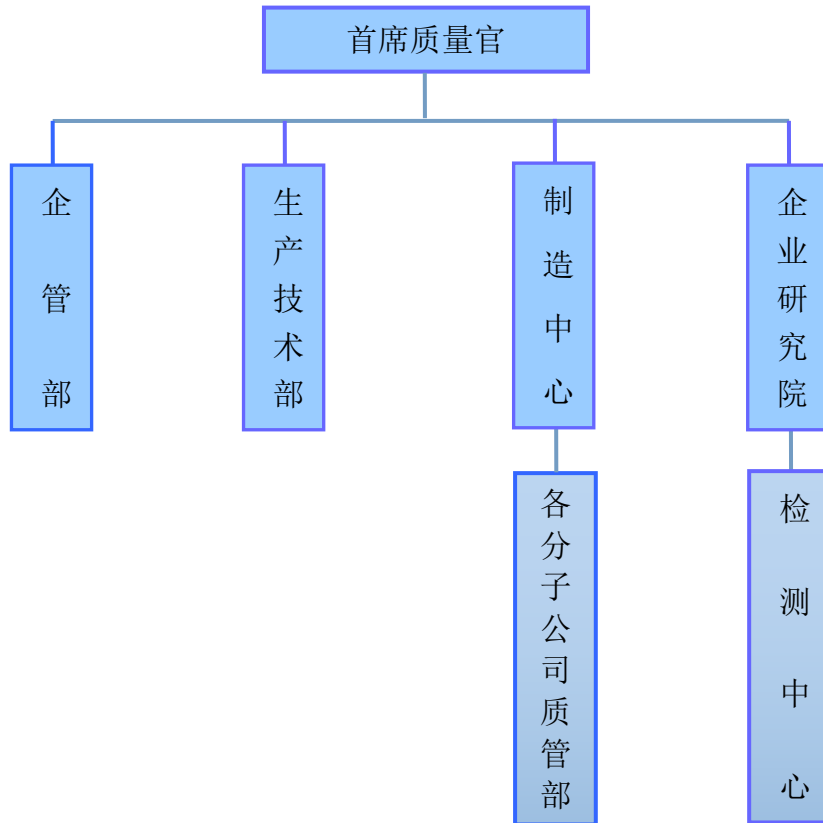 首席质量官
企管部
生产技术部
制造中心
企业研究院
各分子公司质管部
检测中心